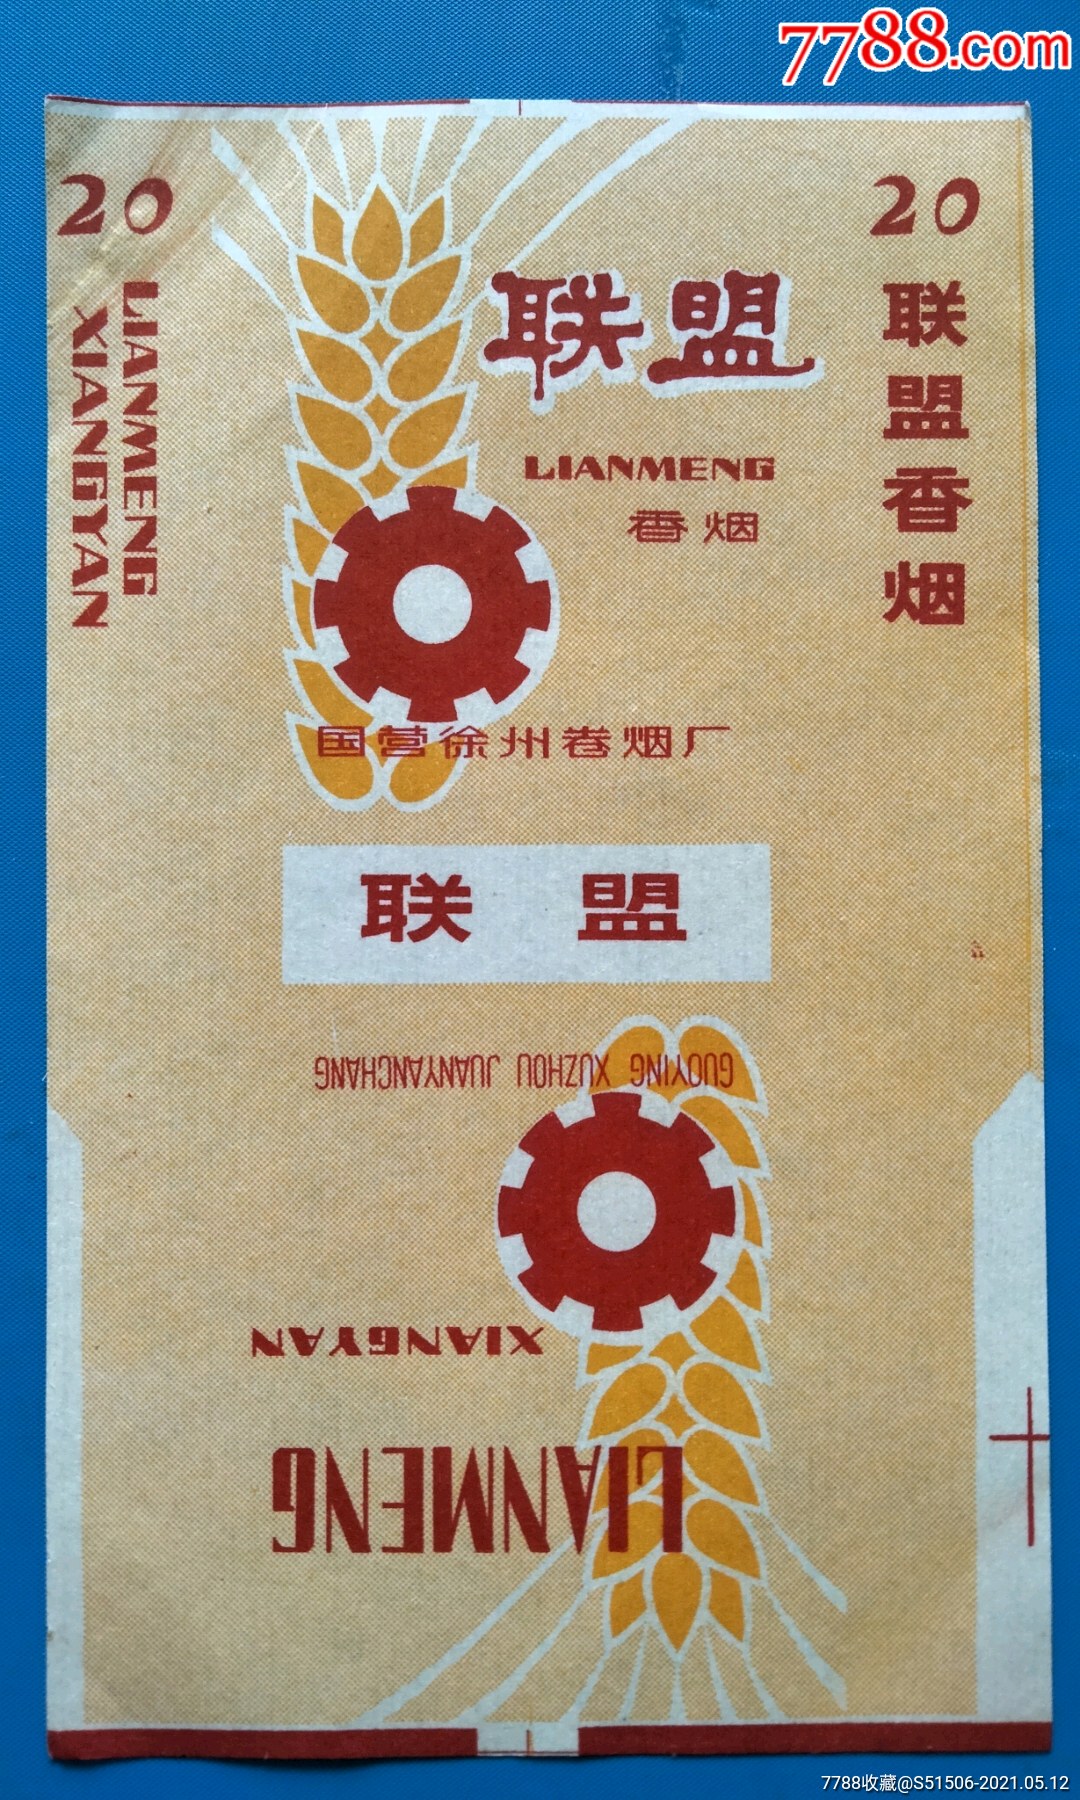 7788.com
20
LIANMENG
XIANGYAN
联盟
LIANMENG
香烟
国营徐州卷烟厂
20
联盟香烟
联盟
GUOYING XUZHOU JUANYANCHANG
XIANGYAN
LIANMENG
7788收藏@S51506-2021.05.12